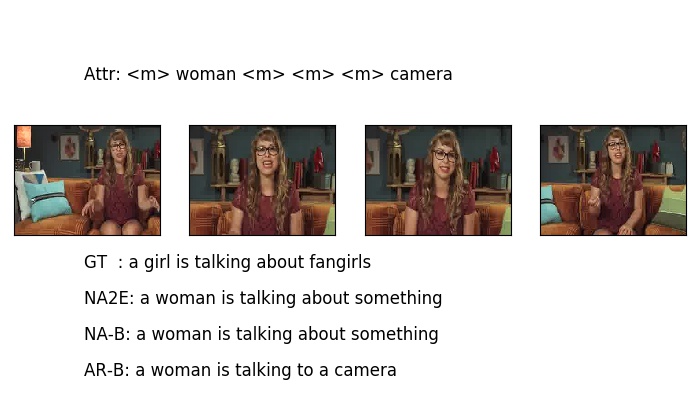 Attr: <m> woman <m> <m> <m> camera
GT : a girl is talking about fangirls
NA2E: a woman is talking about something
NA-B: a woman is talking about something
AR-B: a woman is talking to a camera